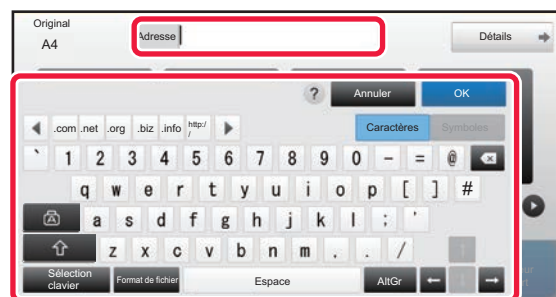 Original
A4
Adresse
Détails
? Annuler OK
.com .net .org .biz .info http:/
/
Caractères Symboles
` 1 2 3 4 5 6 7 8 9 0 - = @
q w e r t y u i o p [ ] #
a s d f g h j k l ; '
z x c v b n m , . /
Sélection
clavier
Format de fichier Espace AltGr